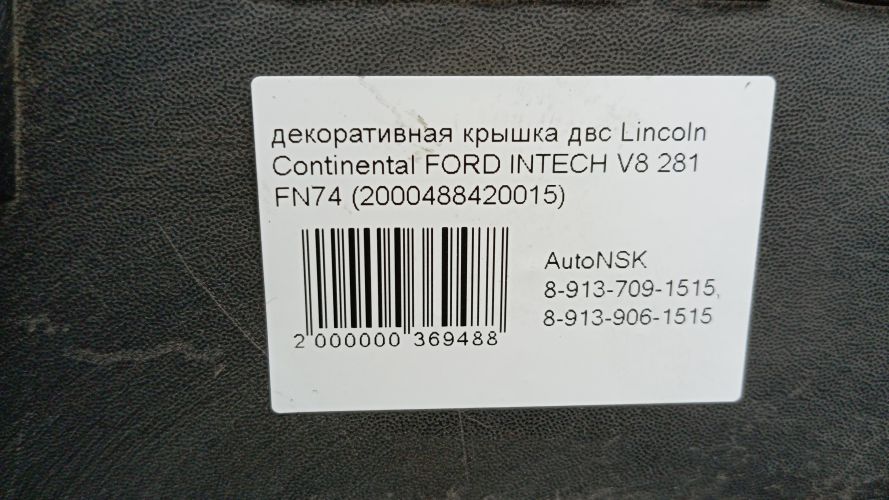 декоративная крышка двс Lincoln
Continental FORD INTECH V8 281
FN74 (2000488420015)
AutoNSK
8-913-709-1515,
8-913-906-1515
2 000000 369488